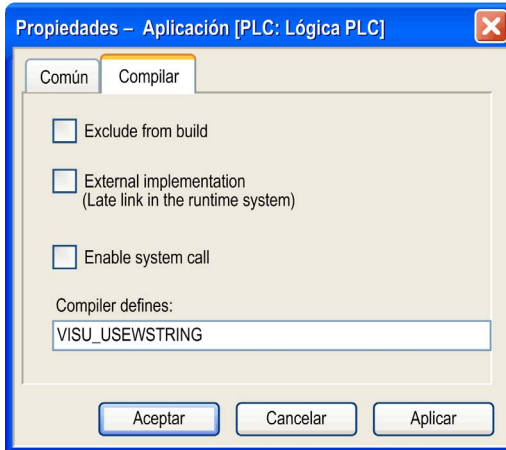 Propiedades – Aplicación [PLC: Lógica PLC]
Común
Compilar
Exclude from build
External implementation
(Late link in the runtime system)
Enable system call
Compiler defines:
VISU_USEWSTRING
Aceptar
Cancelar
Aplicar